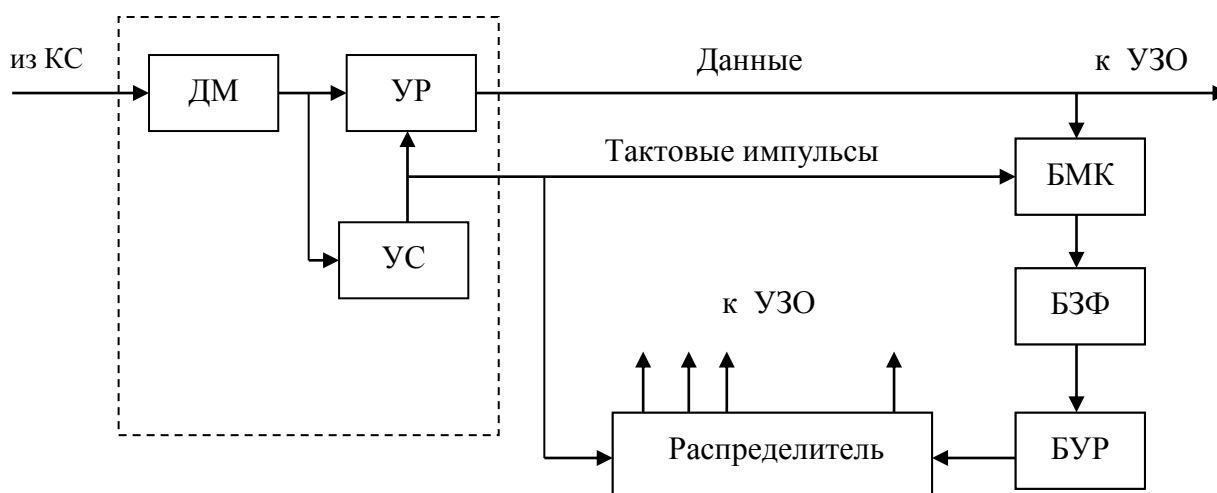 из КС
ДМ
УР
Данные
к УЗО
Тактовые импульсы
БМК
УС
к УЗО
БЗФ
Распределитель
БУР